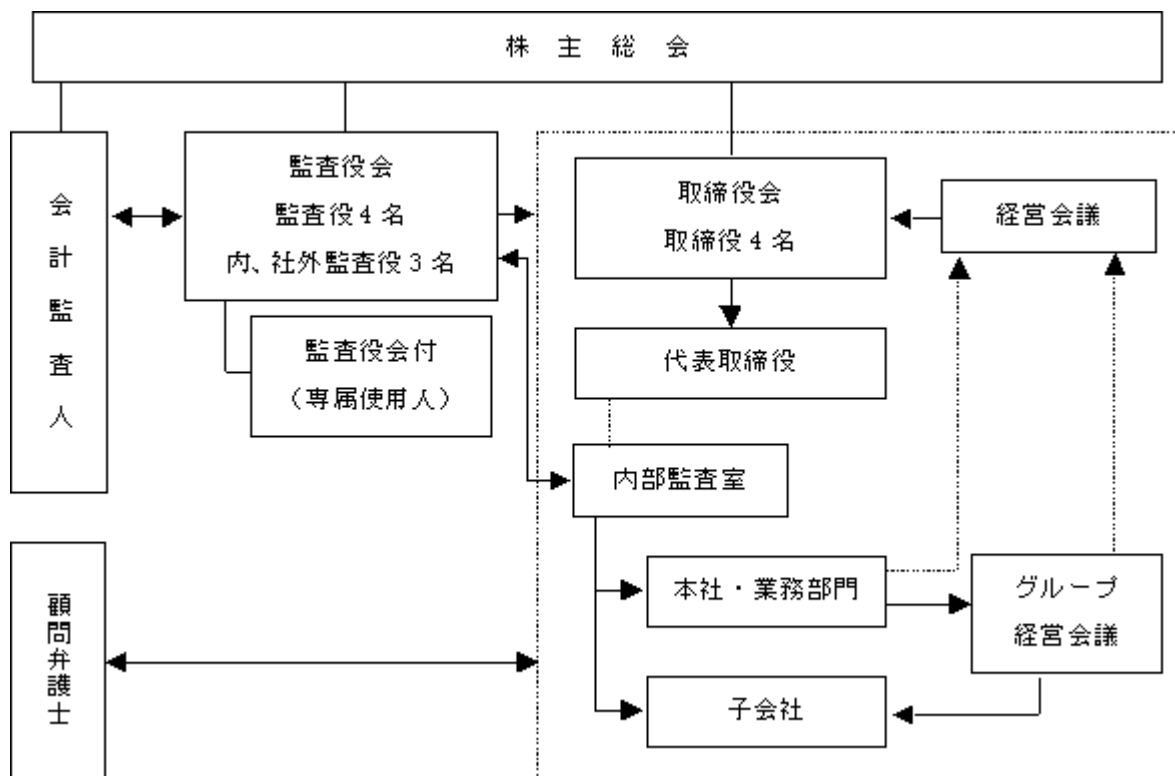 株主総会
会計監査人
監査役会
監査役4名
内、社外監査役3名
監査役会付
（専属使用人）
取締役会
取締役4名
経営会議
代表取締役
内部監査室
本社・業務部門
グループ
経営会議
子会社
顧問弁護士